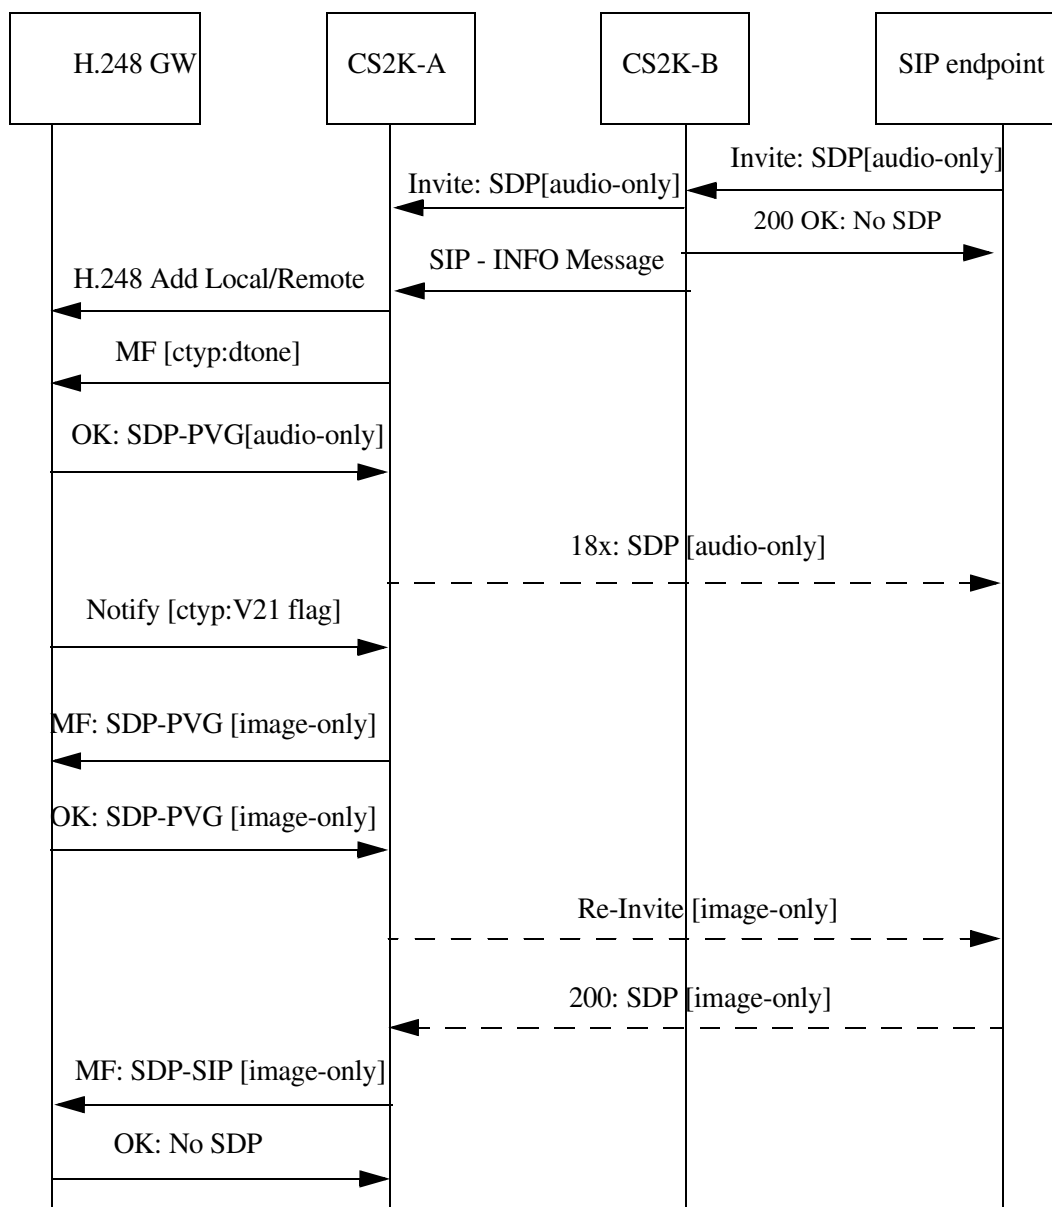 H.248 GW
CS2K-A
CS2K-B
SIP endpoint
Invite: SDP[audio-only]
Invite: SDP[audio-only]
200 OK: No SDP
SIP - INFO Message
H.248 Add Local/Remote
MF [ctyp:dtone]
OK: SDP-PVG[audio-only]
18x: SDP [audio-only]
Notify [ctyp:V21 flag]
MF: SDP-PVG [image-only]
OK: SDP-PVG [image-only]
Re-Invite [image-only]
200: SDP [image-only]
MF: SDP-SIP [image-only]
OK: No SDP